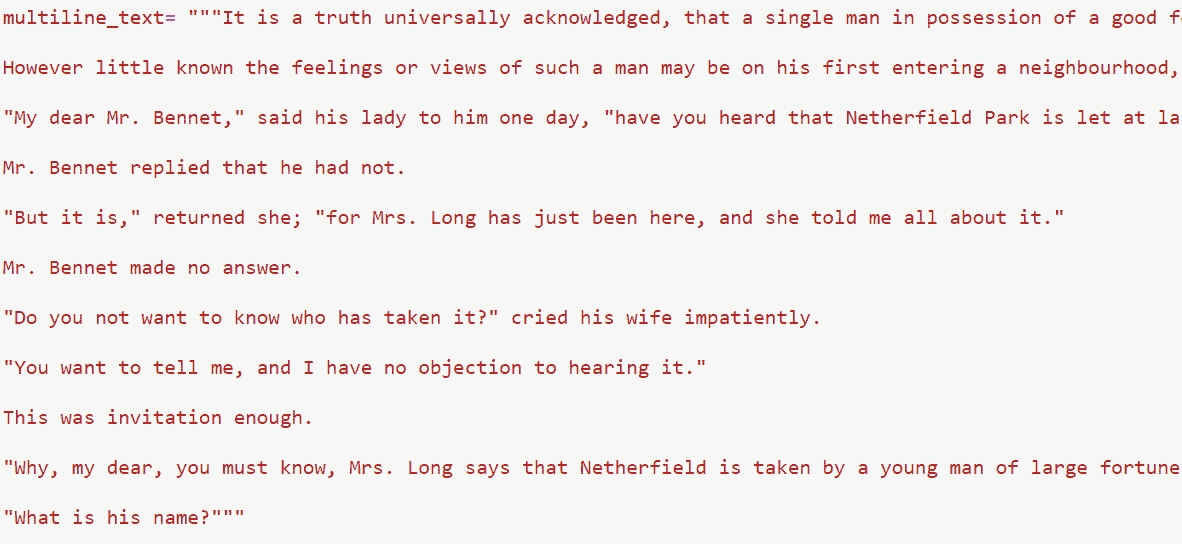 multiline_text= """It is a truth universally acknowledged, that a single man in possession of a good
However little known the feelings or views of such a man may be on his first entering a neighbourhood,
"My dear Mr. Bennet," said his lady to him one day, "have you heard that Netherfield Park is let at
Mr. Bennet replied that he had not.
"But it is," returned she; "for Mrs. Long has just been here, and she told me all about it."
Mr. Bennet made no answer.
"Do you not want to know who has taken it?" cried his wife impatiently.
"You want to tell me, and I have no objection to hearing it."
This was invitation enough.
"Why, my dear, you must know, Mrs. Long says that Netherfield is taken by a young man of large fortune
"What is his name?"""